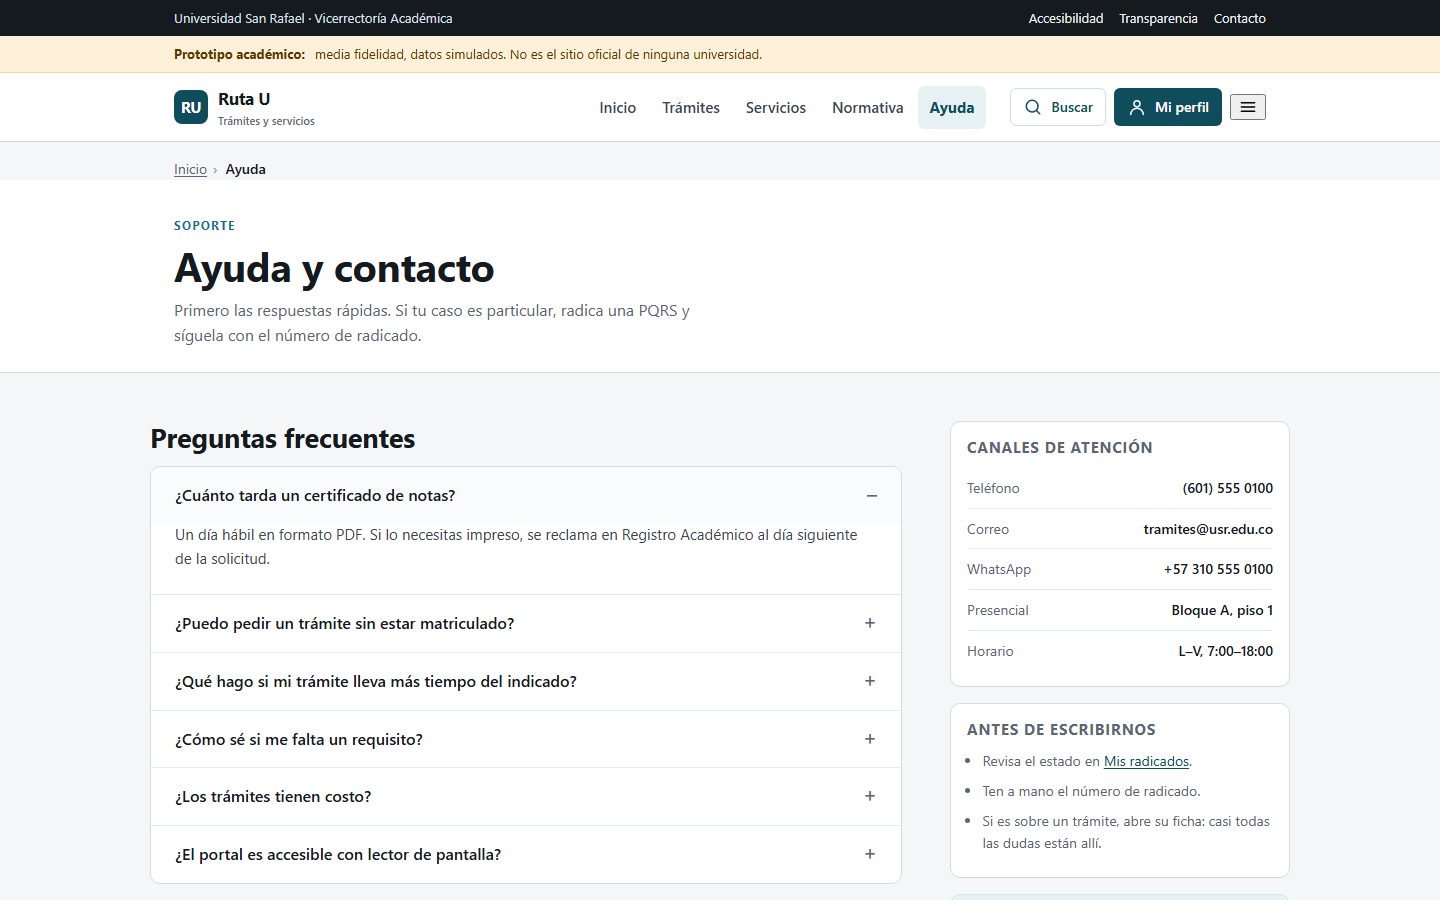 Universidad San Rafael · Vicerrectoría Académica
Accesibilidad Transparencia Contacto
Prototipo académico: media fidelidad, datos simulados. No es el sitio oficial de ninguna universidad.
RU
Ruta U
Trámites y servicios
Inicio Trámites Servicios Normativa Ayuda
Buscar
Mi perfil
Inicio › Ayuda
SOPORTE
Ayuda y contacto
Primero las respuestas rápidas. Si tu caso es particular, radica una PQRS y
síguela con el número de radicado.
Preguntas frecuentes
¿Cuánto tarda un certificado de notas? −
Un día hábil en formato PDF. Si lo necesitas impreso, se reclama en Registro Académico al día siguiente
de la solicitud.
¿Puedo pedir un trámite sin estar matriculado? +
¿Qué hago si mi trámite lleva más tiempo del indicado? +
¿Cómo sé si me falta un requisito? +
¿Los trámites tienen costo? +
¿El portal es accesible con lector de pantalla? +
CANALES DE ATENCIÓN
Teléfono (601) 555 0100
Correo tramites@usr.edu.co
WhatsApp +57 310 555 0100
Presencial Bloque A, piso 1
Horario L–V, 7:00–18:00
ANTES DE ESCRIBIRNOS
• Revisa el estado en Mis radicados.
• Ten a mano el número de radicado.
• Si es sobre un trámite, abre su ficha: casi todas
las dudas están allí.